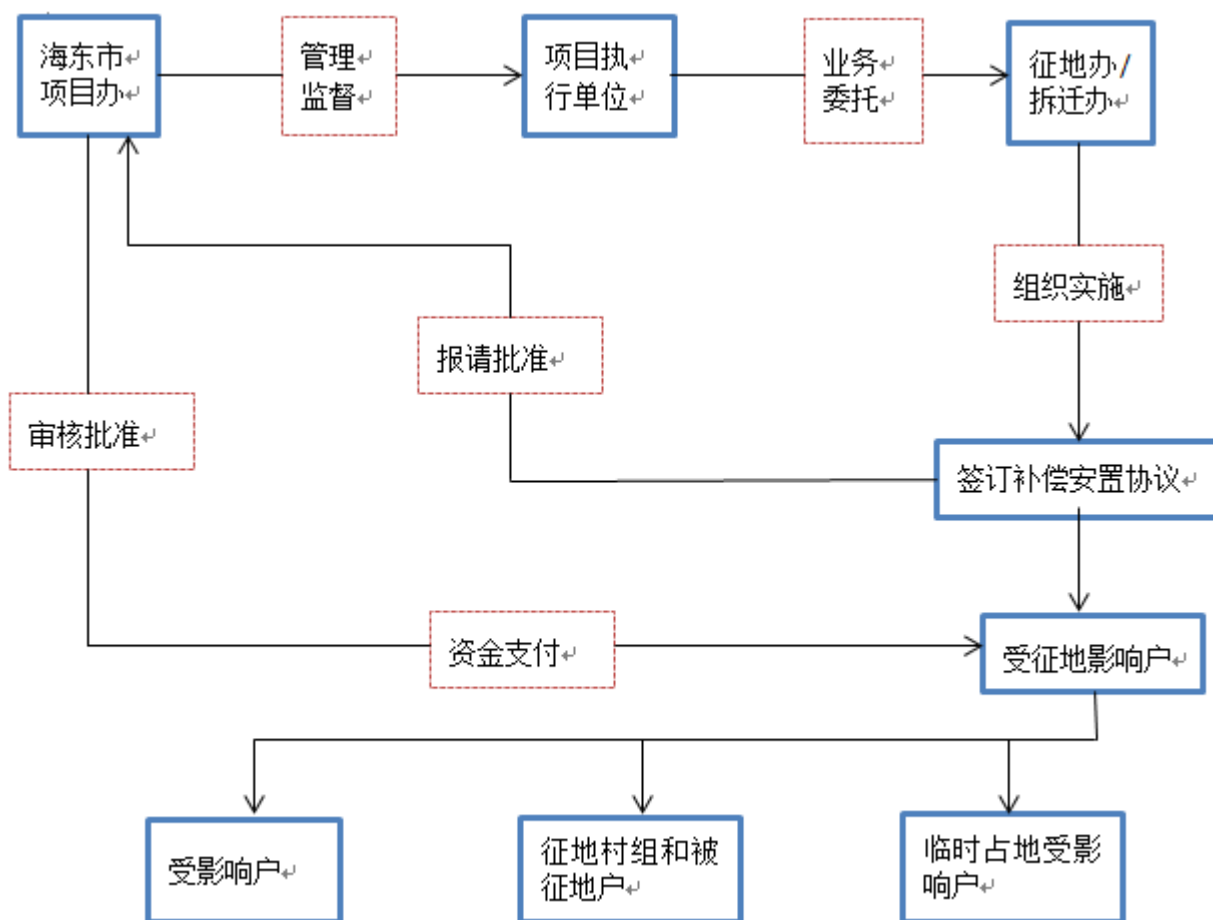 海东市
项目办
管理
监督
项目执
行单位
业务
委托
征地办/
拆迁办
组织实施
报请批准
审核批准
签订补偿安置协议
资金支付
受征地影响户
受影响户
征地村组和被
征地户
临时占地受影
响户